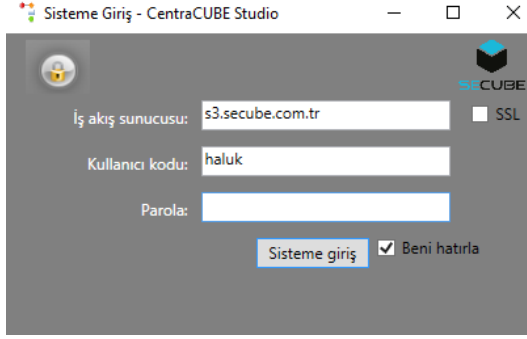 Sisteme Giriş - CentraCUBE Studio
SECUBE
İş akış sunucusu: s3.secube.com.tr SSL
Kullanıcı kodu: haluk
Parola:
Sisteme giriş Beni hatırla